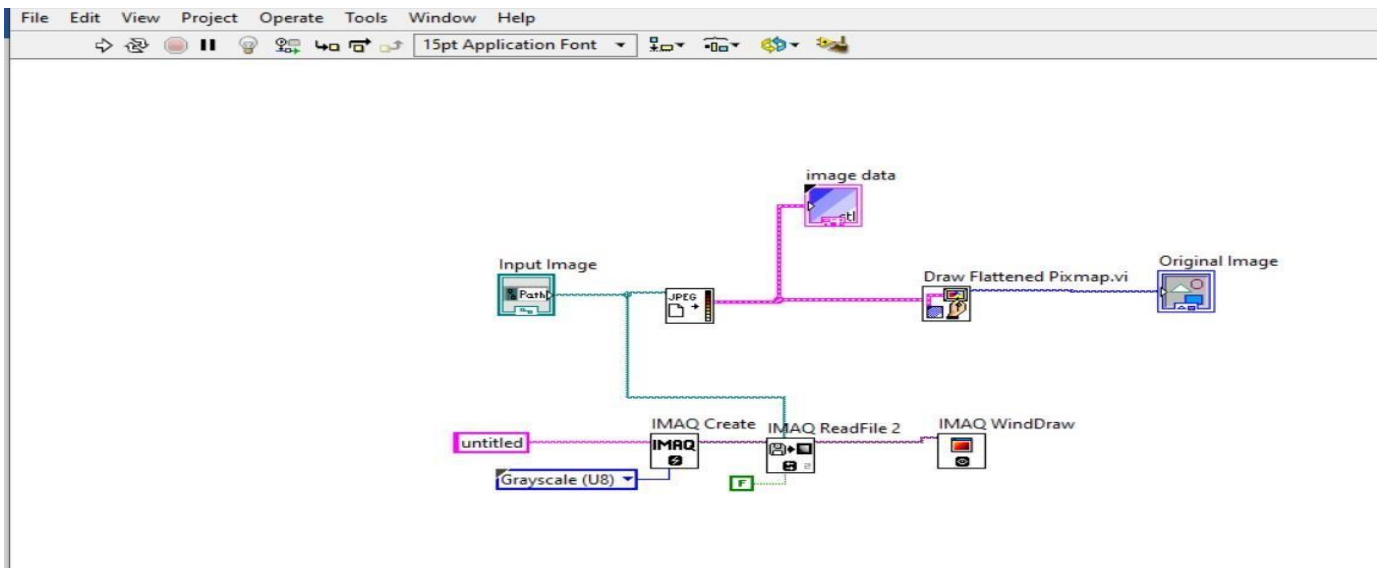 File Edit View Project Operate Tools Window Help
15pt Application Font
image data
stl
Input Image
Path
JPEG
Draw Flattened Pixmap.vi
Original Image
untitled
IMAQ Create
IMAQ
IMAQ ReadFile 2
IMAQ WindDraw
Grayscale (U8)
F